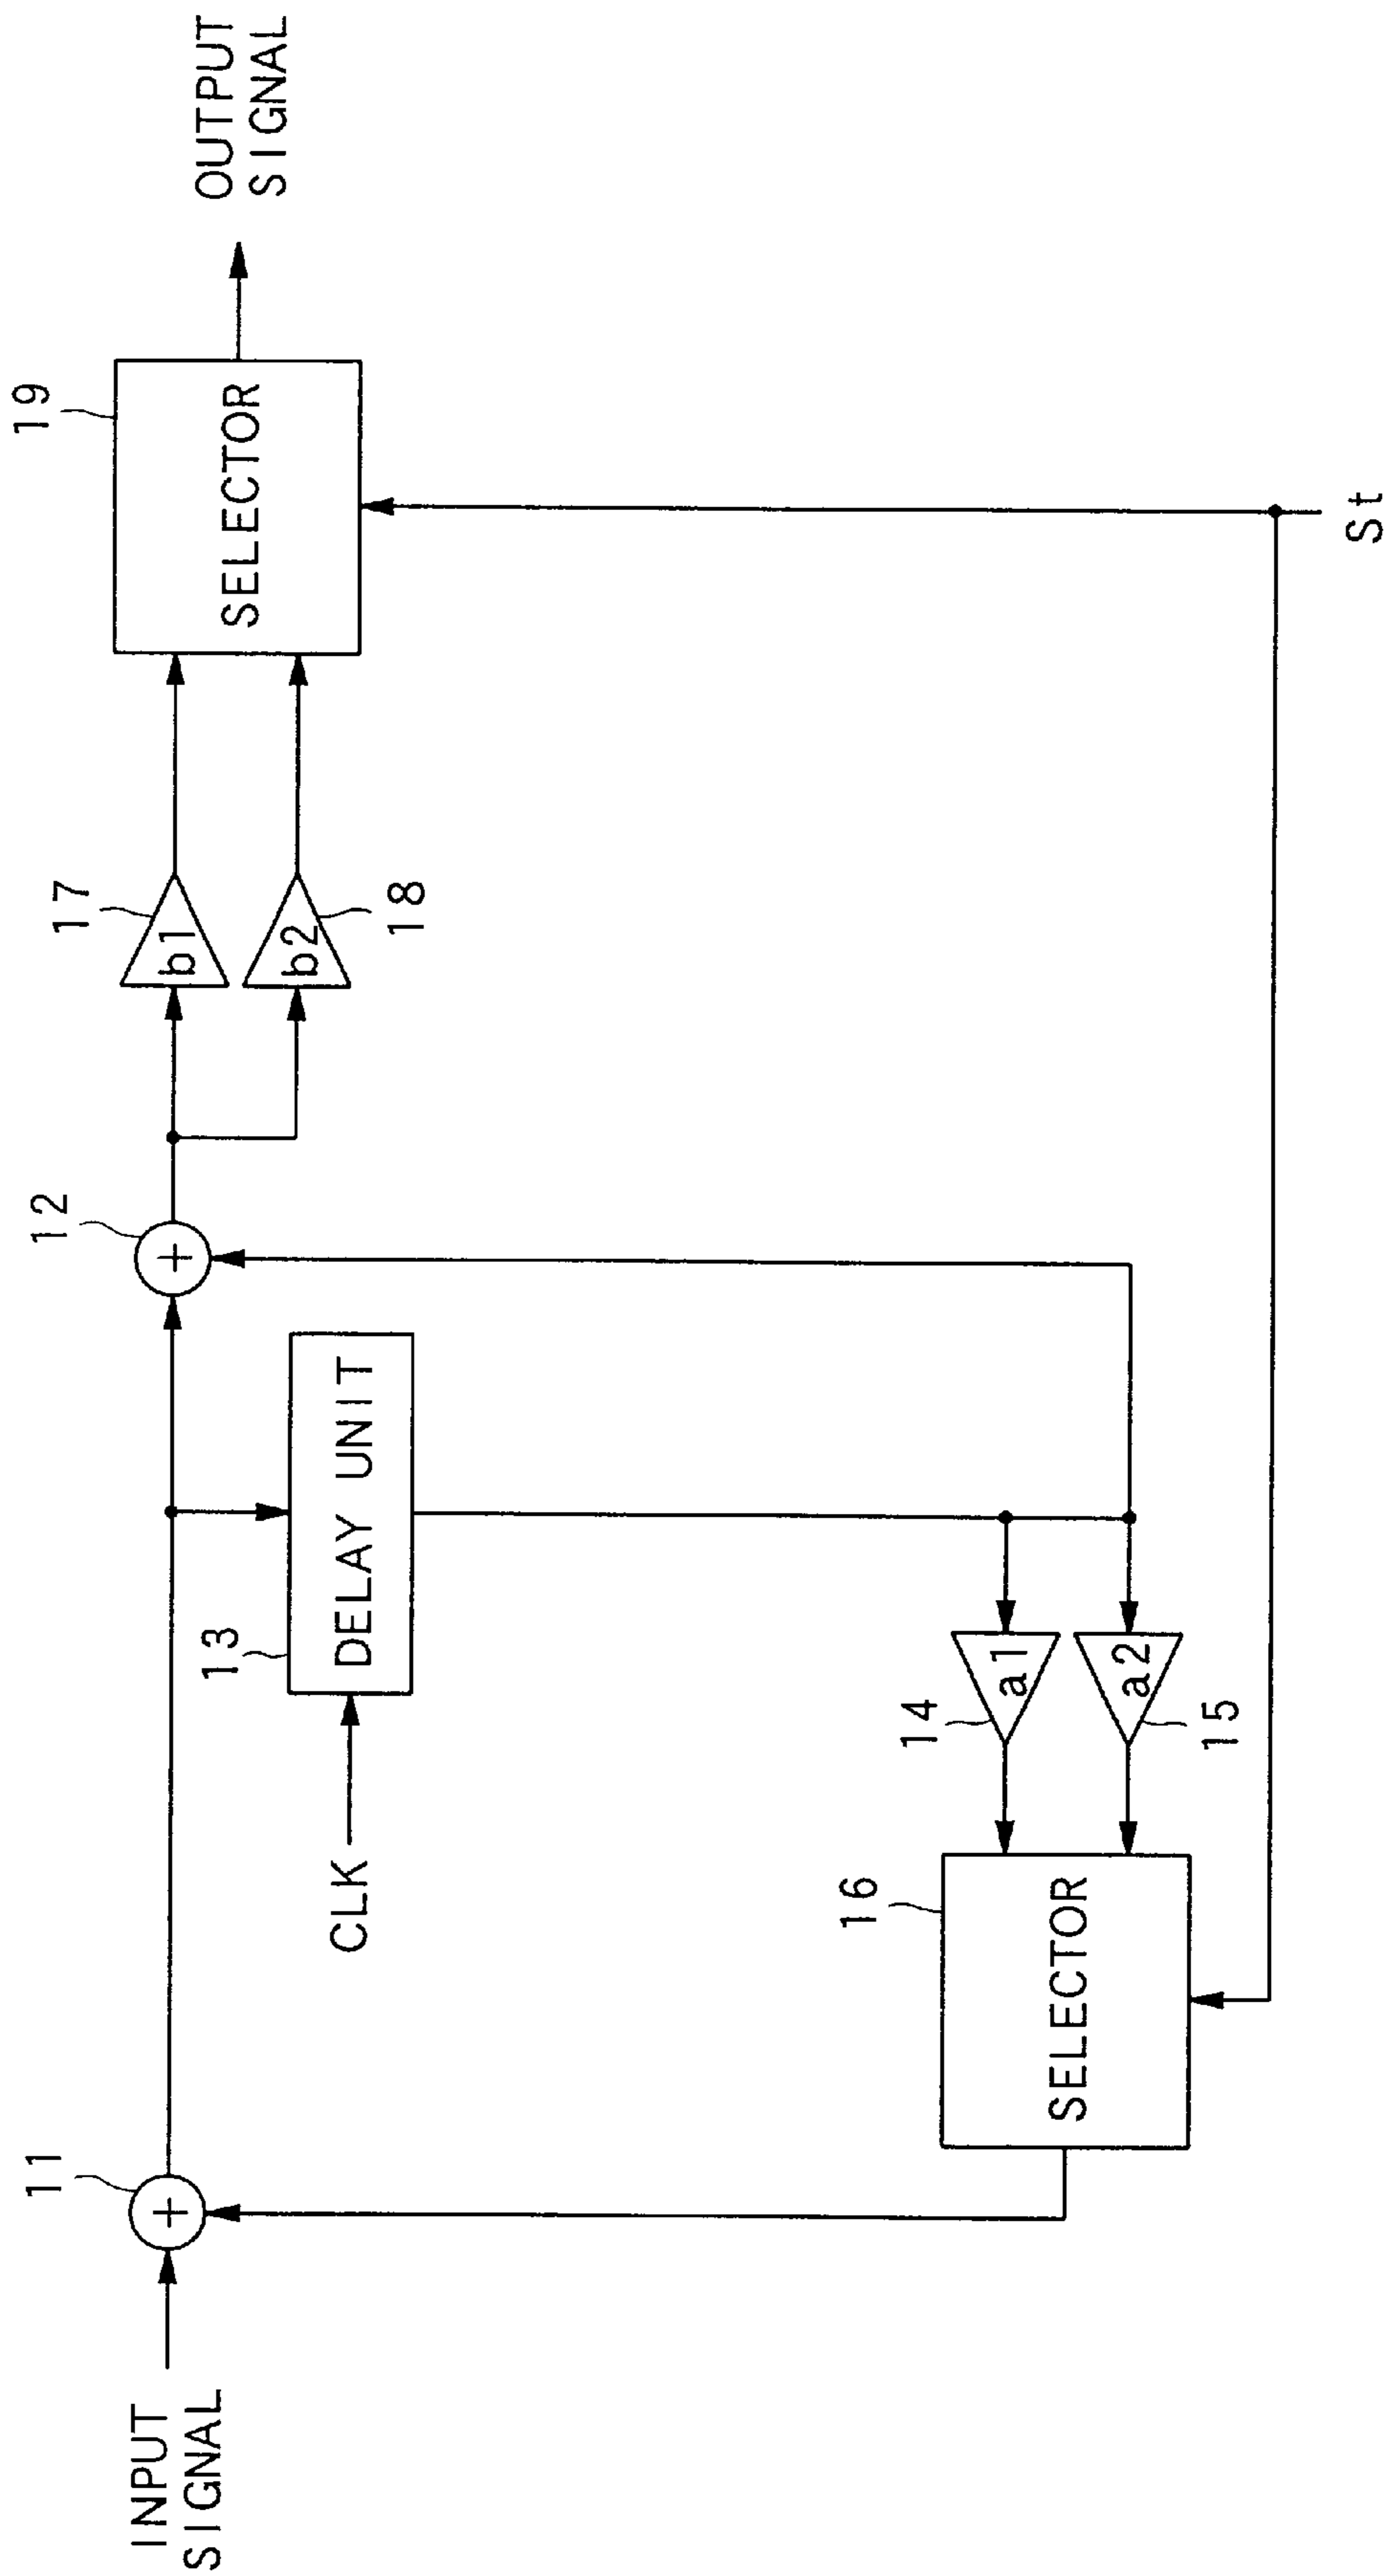 INPUT
SIGNAL
11
12
17
b1
b2
18
19
SELECTOR
OUTPUT
SIGNAL
13
DELAY UNIT
CLK
14
a1
a2
15
16
SELECTOR
St